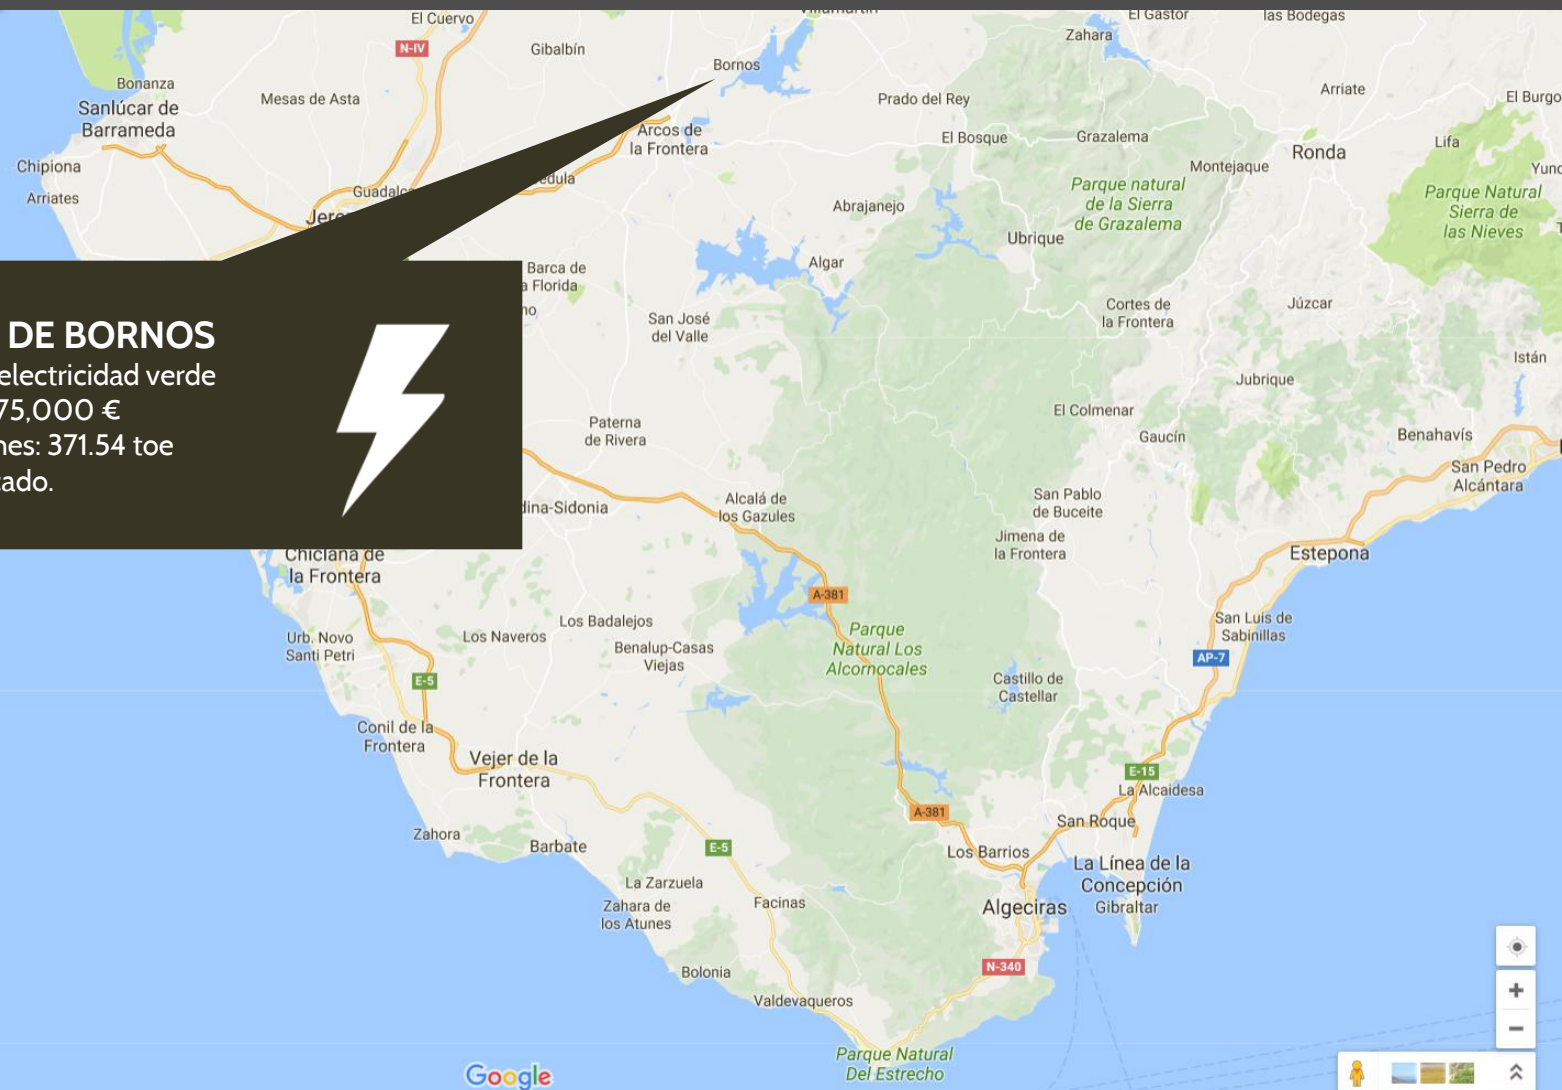 El Cuervo
El Gastor
las Bodegas
N-IV
Gibalbín
Zahara
Bornos
Bonanza
Arriate
Sanlúcar de
Barrameda
Mesas de Asta
Prado del Rey
El Burgo
Arcos de
la Frontera
El Bosque
Grazalema
Lifa
Ronda
Chipiona
Montejaque
Arriates
Parque natural
de la Sierra
de Grazalema
Parque Natural
Sierra de
las Nieves
Abrajanejo
Ubrique
Algar
Barca de
a Florida
Cortes de
la Frontera
Júzcar
San José
del Valle
DE BORNOS
electricidad verde
75,000 €
nes: 371.54 toe
tado.
Istán
Jubrique
El Colmenar
Paterna
de Rivera
Gaucín
Benahavís
San Pedro
Alcántara
dina-Sidonia
Alcalá de
los Gazules
San Pablo
de Buceite
Jimena de
la Frontera
Estepona
Chiclana de
la Frontera
A-381
San Luis de
Sabinillas
Los Badalejos
Urb. Novo
Santi Petri
Los Naveros
Benalup-Casas
Viejas
Parque
Natural Los
Alcornocales
AP-7
E-5
Castillo de
Castellar
Conil de la
Frontera
Vejer de la
Frontera
E-15
La Alcaidesa
A-381
San Roque
Zahora
Barbate
E-5
Los Barrios
La Línea de la
Concepción
La Zarzuela
Zahara de
los Atunes
Facinas
Algeciras
Gibraltar
N-340
Bolonia
Valdevaqueros
Parque Natural
Del Estrecho
Google